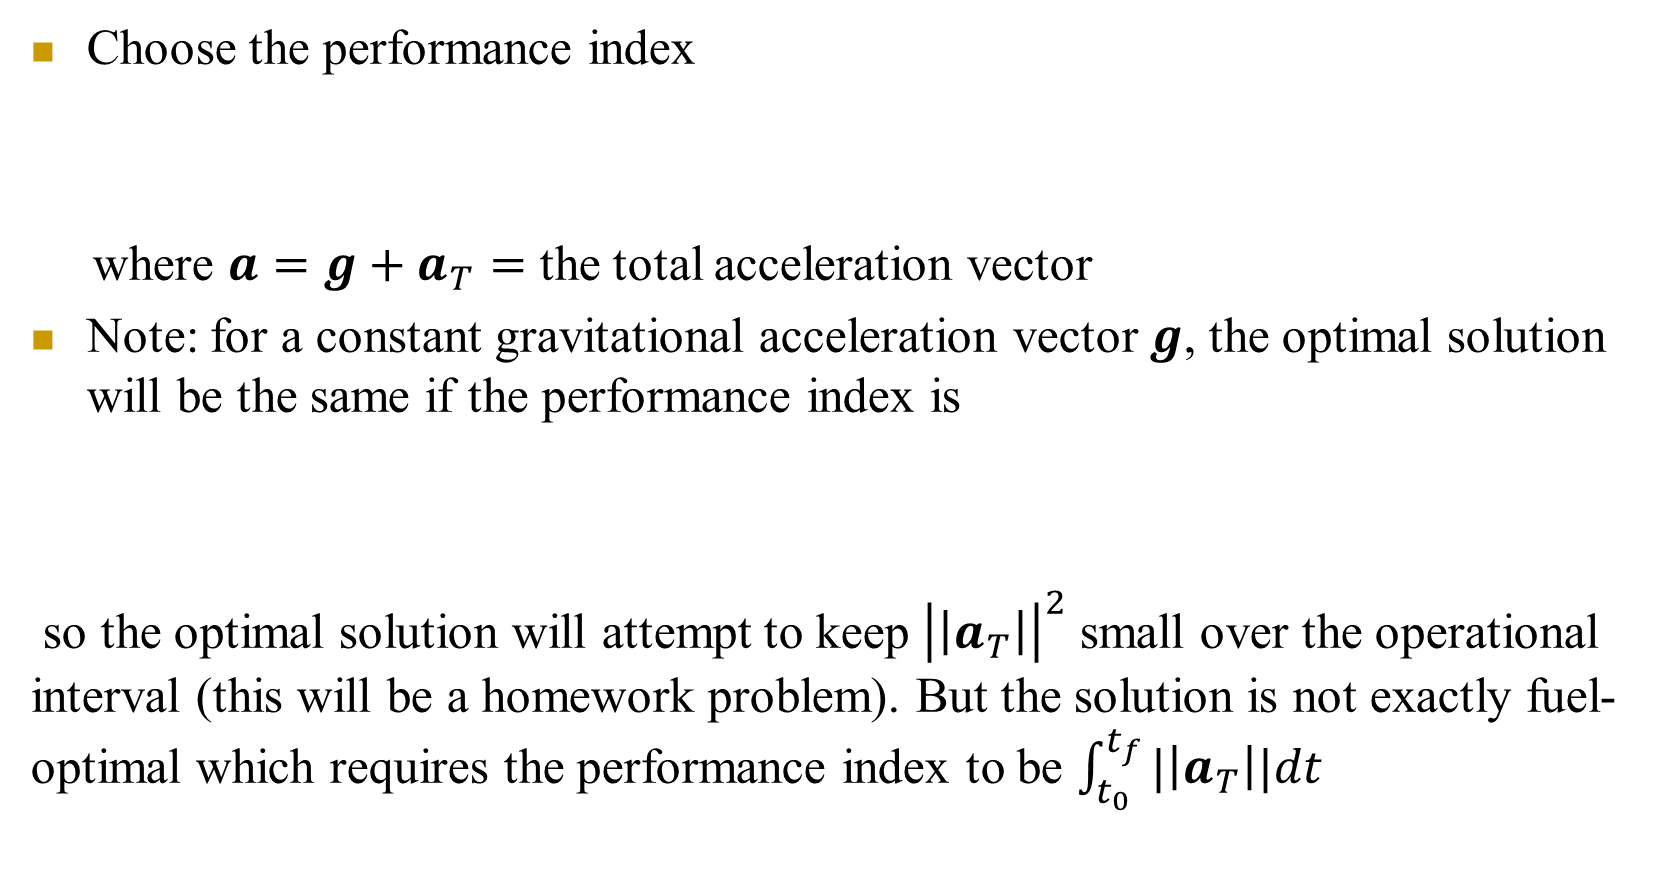 ▪ Choose the performance index
where 𝒂 = 𝒈 + 𝒂_T = the total acceleration vector
▪ Note: for a constant gravitational acceleration vector 𝒈, the optimal solution
will be the same if the performance index is
so the optimal solution will attempt to keep ||𝒂_T||² small over the operational
interval (this will be a homework problem). But the solution is not exactly fuel-
optimal which requires the performance index to be ∫_{t_0}^{t_f} ||𝒂_T||dt